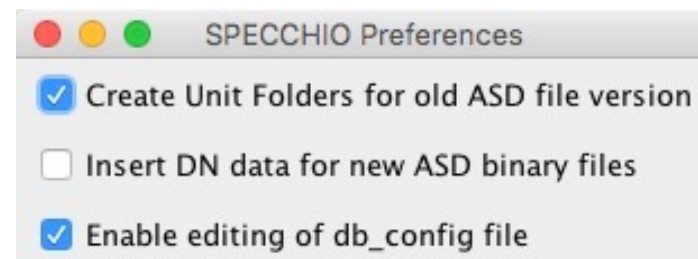 SPECCHIO Preferences
Create Unit Folders for old ASD file version
Insert DN data for new ASD binary files
Enable editing of db_config file